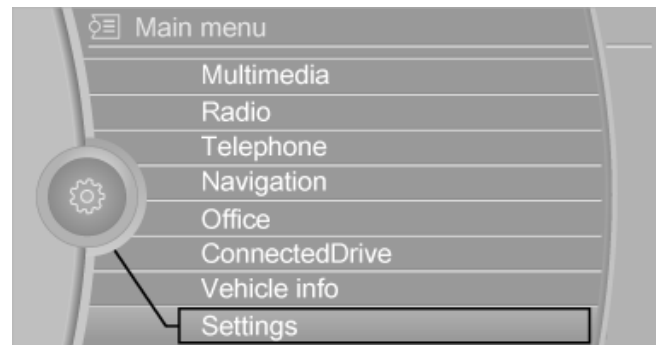 Main menu
Multimedia
Radio
Telephone
Navigation
Office
ConnectedDrive
Vehicle info
Settings